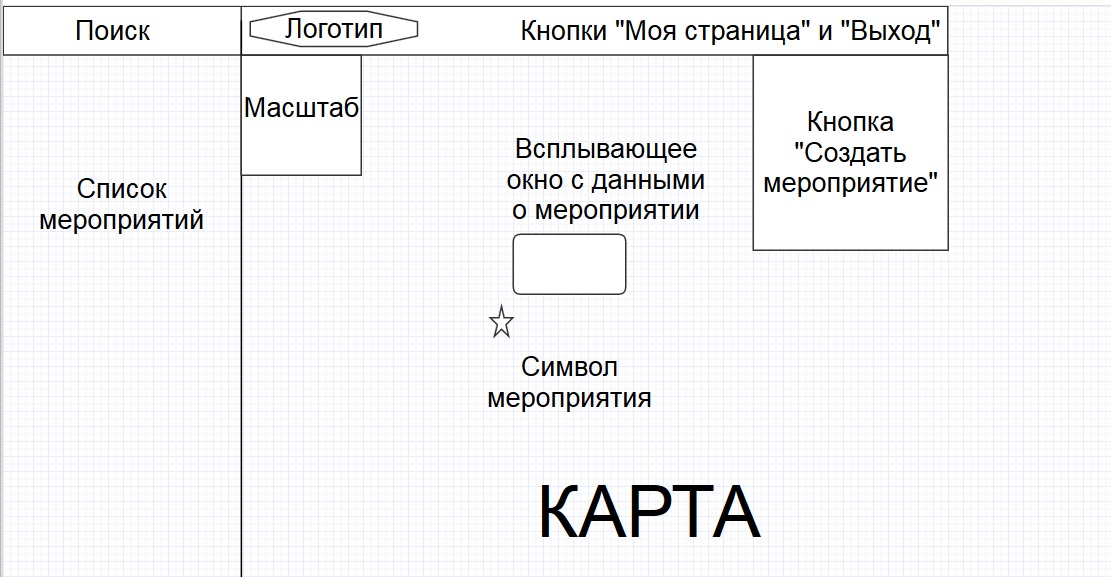 Поиск
Логотип
Кнопки "Моя страница" и "Выход"
Масштаб
Кнопка
"Создать
мероприятие"
Всплывающее
окно с данными
о мероприятии
Список
мероприятий
Символ
мероприятия
КАРТА